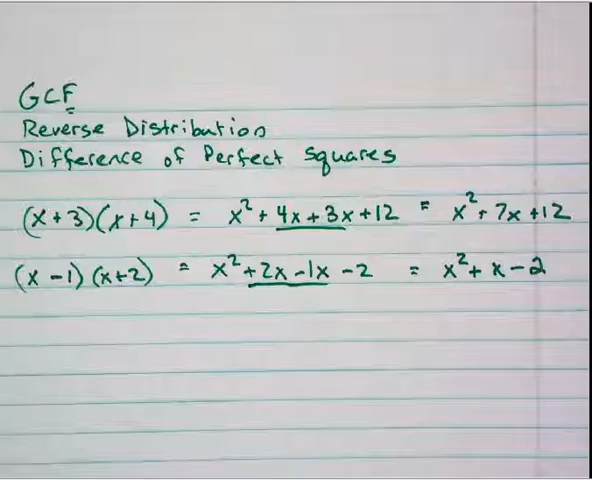 GCF
Reverse Distribution
Difference of Perfect Squares
(x+3)(x+4) = x² + 4x + 3x + 12 = x² + 7x + 12
(x - 1)(x+2) = x² + 2x - 1x - 2 = x² + x - 2